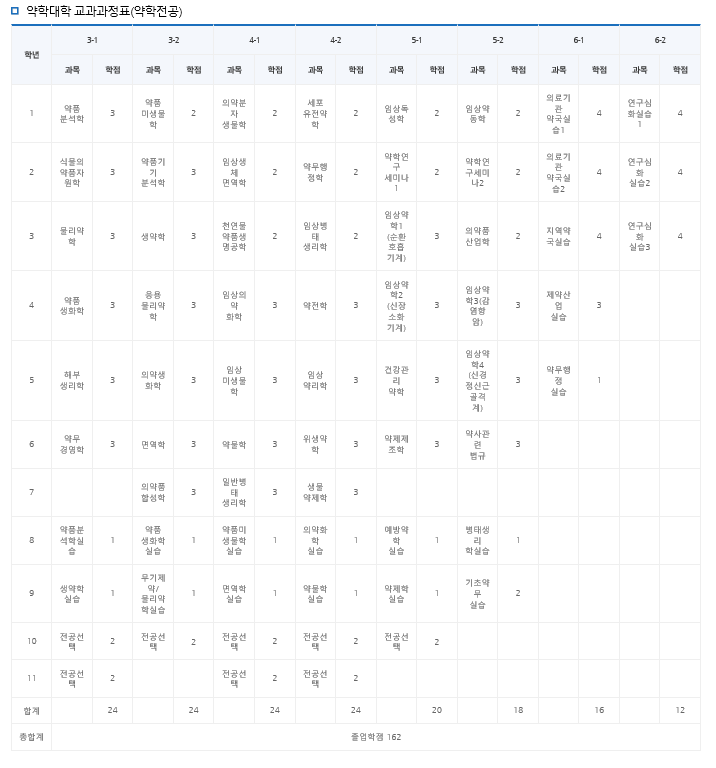 약학대학 교과과정표(약학전공)
학년 3-1 3-2 4-1 4-2 5-1 5-2 6-1 6-2
과목 학점 과목 학점 과목 학점 과목 학점 과목 학점 과목 학점 과목 학점 과목 학점
1 약품분석학 3 약품미생물학 2 의약분자생물학 2 세포유전약학 2 임상독성학 2 임상약동학 2 의료기관약국실습1 4 연구심화실습1 4
2 식물의약품자원학 3 약품기기분석학 3 임상생체면역학 2 약무행정학 2 약학연구세미나1 2 약학연구세미나2 2 의료기관약국실습2 4 연구심화실습2 4
3 물리약학 3 생약학 3 천연물약품생명공학 2 임상병태생리학 2 임상약학1(순환호흡기계) 3 의약품산업학 2 지역약국실습 4 연구심화실습3 4
4 약품생화학 3 응용물리약학 3 임상의약화학 3 약전학 3 임상약학2(신장소화기계) 3 임상약학3(감염항암) 3 제약산업실습 3
5 해부생리학 3 의약생화학 3 임상미생물학 3 임상약리학 3 건강관리약학 3 임상약학4(신경정신근골격계) 3 약무행정실습 1
6 약무경영학 3 면역학 3 약물학 3 위생약학 3 약제제조학 3 약사관련법규 3
7 의약품합성학 3 일반병태생리학 3 생물약제학 3
8 약품분석학실습 1 약품생화학실습 1 약품미생물학실습 1 의약화학실습 1 예방약학실습 1 병태생리학실습 1
9 생약학실습 1 무기제약/물리약학실습 1 면역학실습 1 약물학실습 1 약제학실습 1 기초약무실습 2
10 전공선택 2 전공선택 2 전공선택 2 전공선택 2 전공선택 2
11 전공선택 2 전공선택 2 전공선택 2
합계 24 24 24 24 20 18 16 12
총합계 졸업학점 162